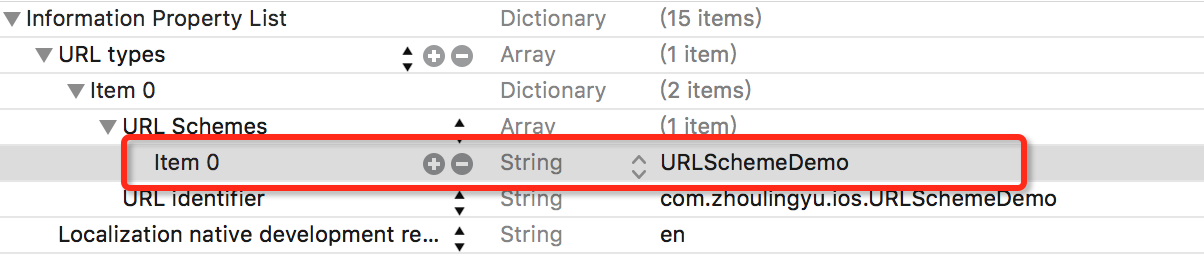 Information Property List Dictionary (15 items)
URL types Array (1 item)
Item 0 Dictionary (2 items)
URL Schemes Array (1 item)
Item 0 String URLSchemeDemo
URL identifier String com.zhoulingyu.ios.URLSchemeDemo
Localization native development re... String en